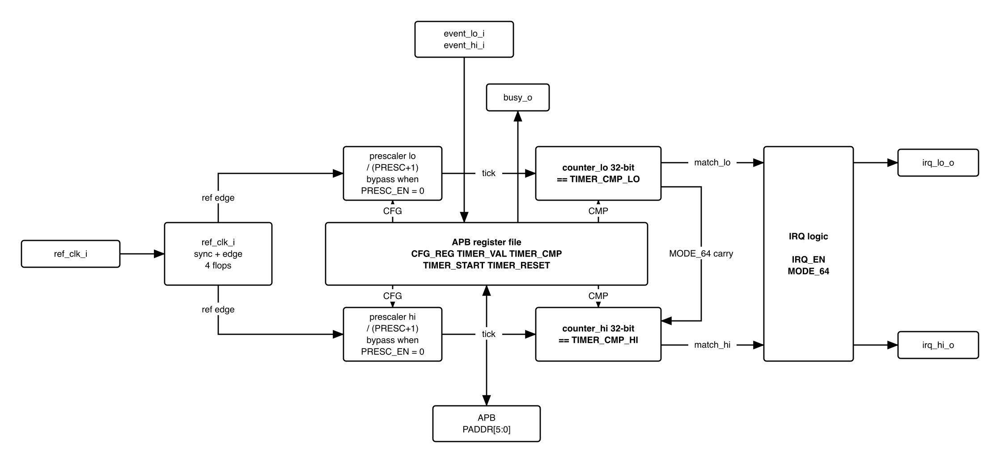 event_lo_i
event_hi_i
busy_o
prescaler lo
/ (PRESC+1)
bypass when
PRESC_EN = 0
tick
counter_lo 32-bit
== TIMER_CMP_LO
match_lo
irq_lo_o
ref edge
CFG
CMP
ref_clk_i
ref_clk_i
sync + edge
4 flops
APB register file
CFG_REG TIMER_VAL TIMER_CMP
TIMER_START TIMER_RESET
MODE_64 carry
IRQ logic
IRQ_EN
MODE_64
ref edge
CFG
CMP
prescaler hi
/ (PRESC+1)
bypass when
PRESC_EN = 0
tick
counter_hi 32-bit
== TIMER_CMP_HI
match_hi
irq_hi_o
APB
PADDR[5:0]